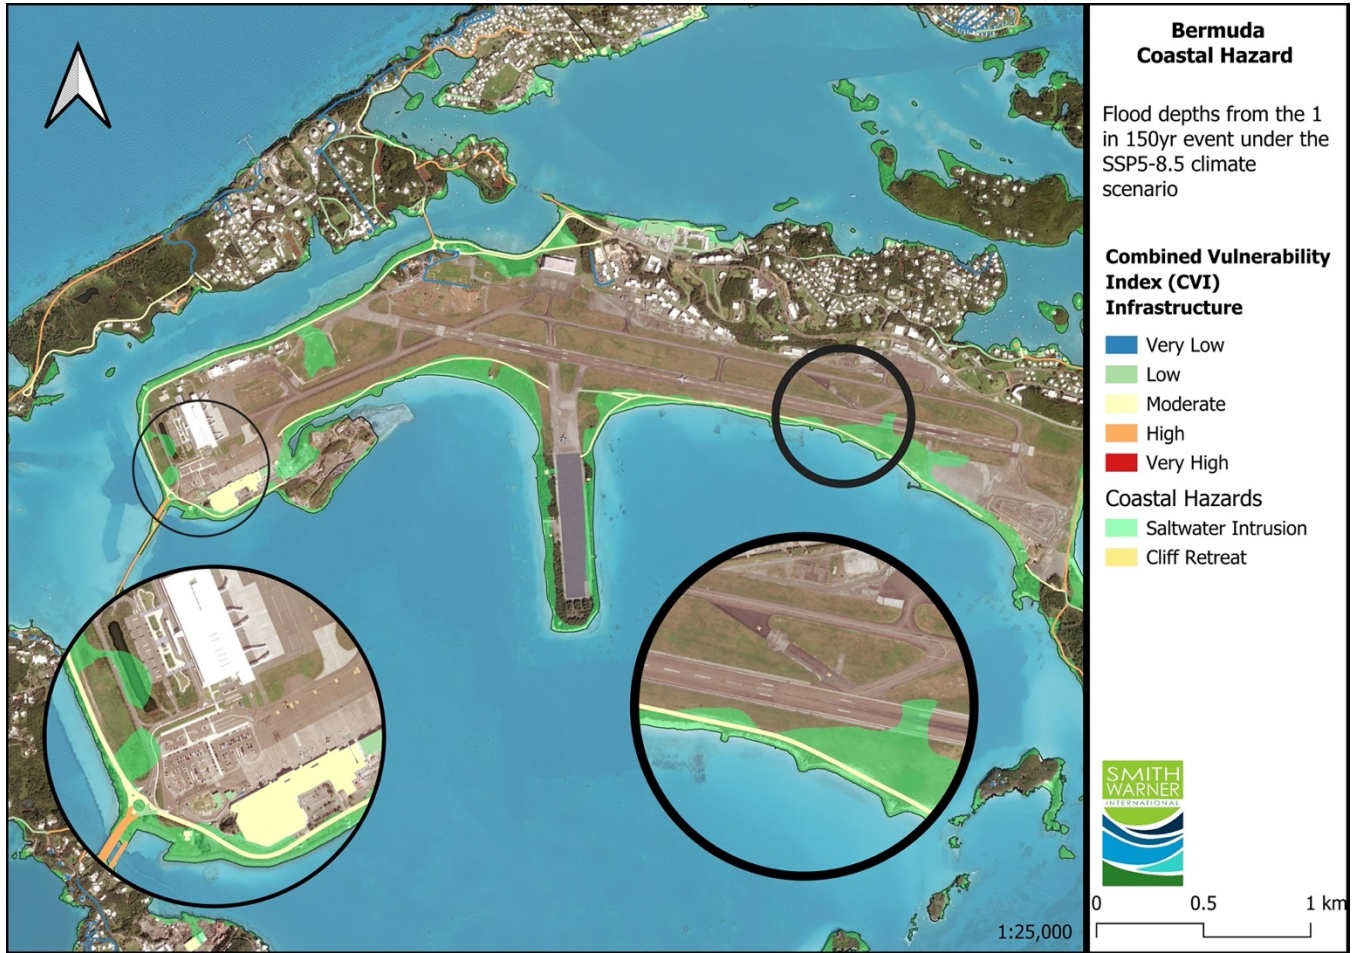 Bermuda
Coastal Hazard
Flood depths from the 1
in 150yr event under the
SSP5-8.5 climate
scenario
Combined Vulnerability
Index (CVI)
Infrastructure
Very Low
Low
Moderate
High
Very High
Coastal Hazards
Saltwater Intrusion
Cliff Retreat
SMITH
WARNER
INTERNATIONAL
0 0.5 1 km
1:25,000